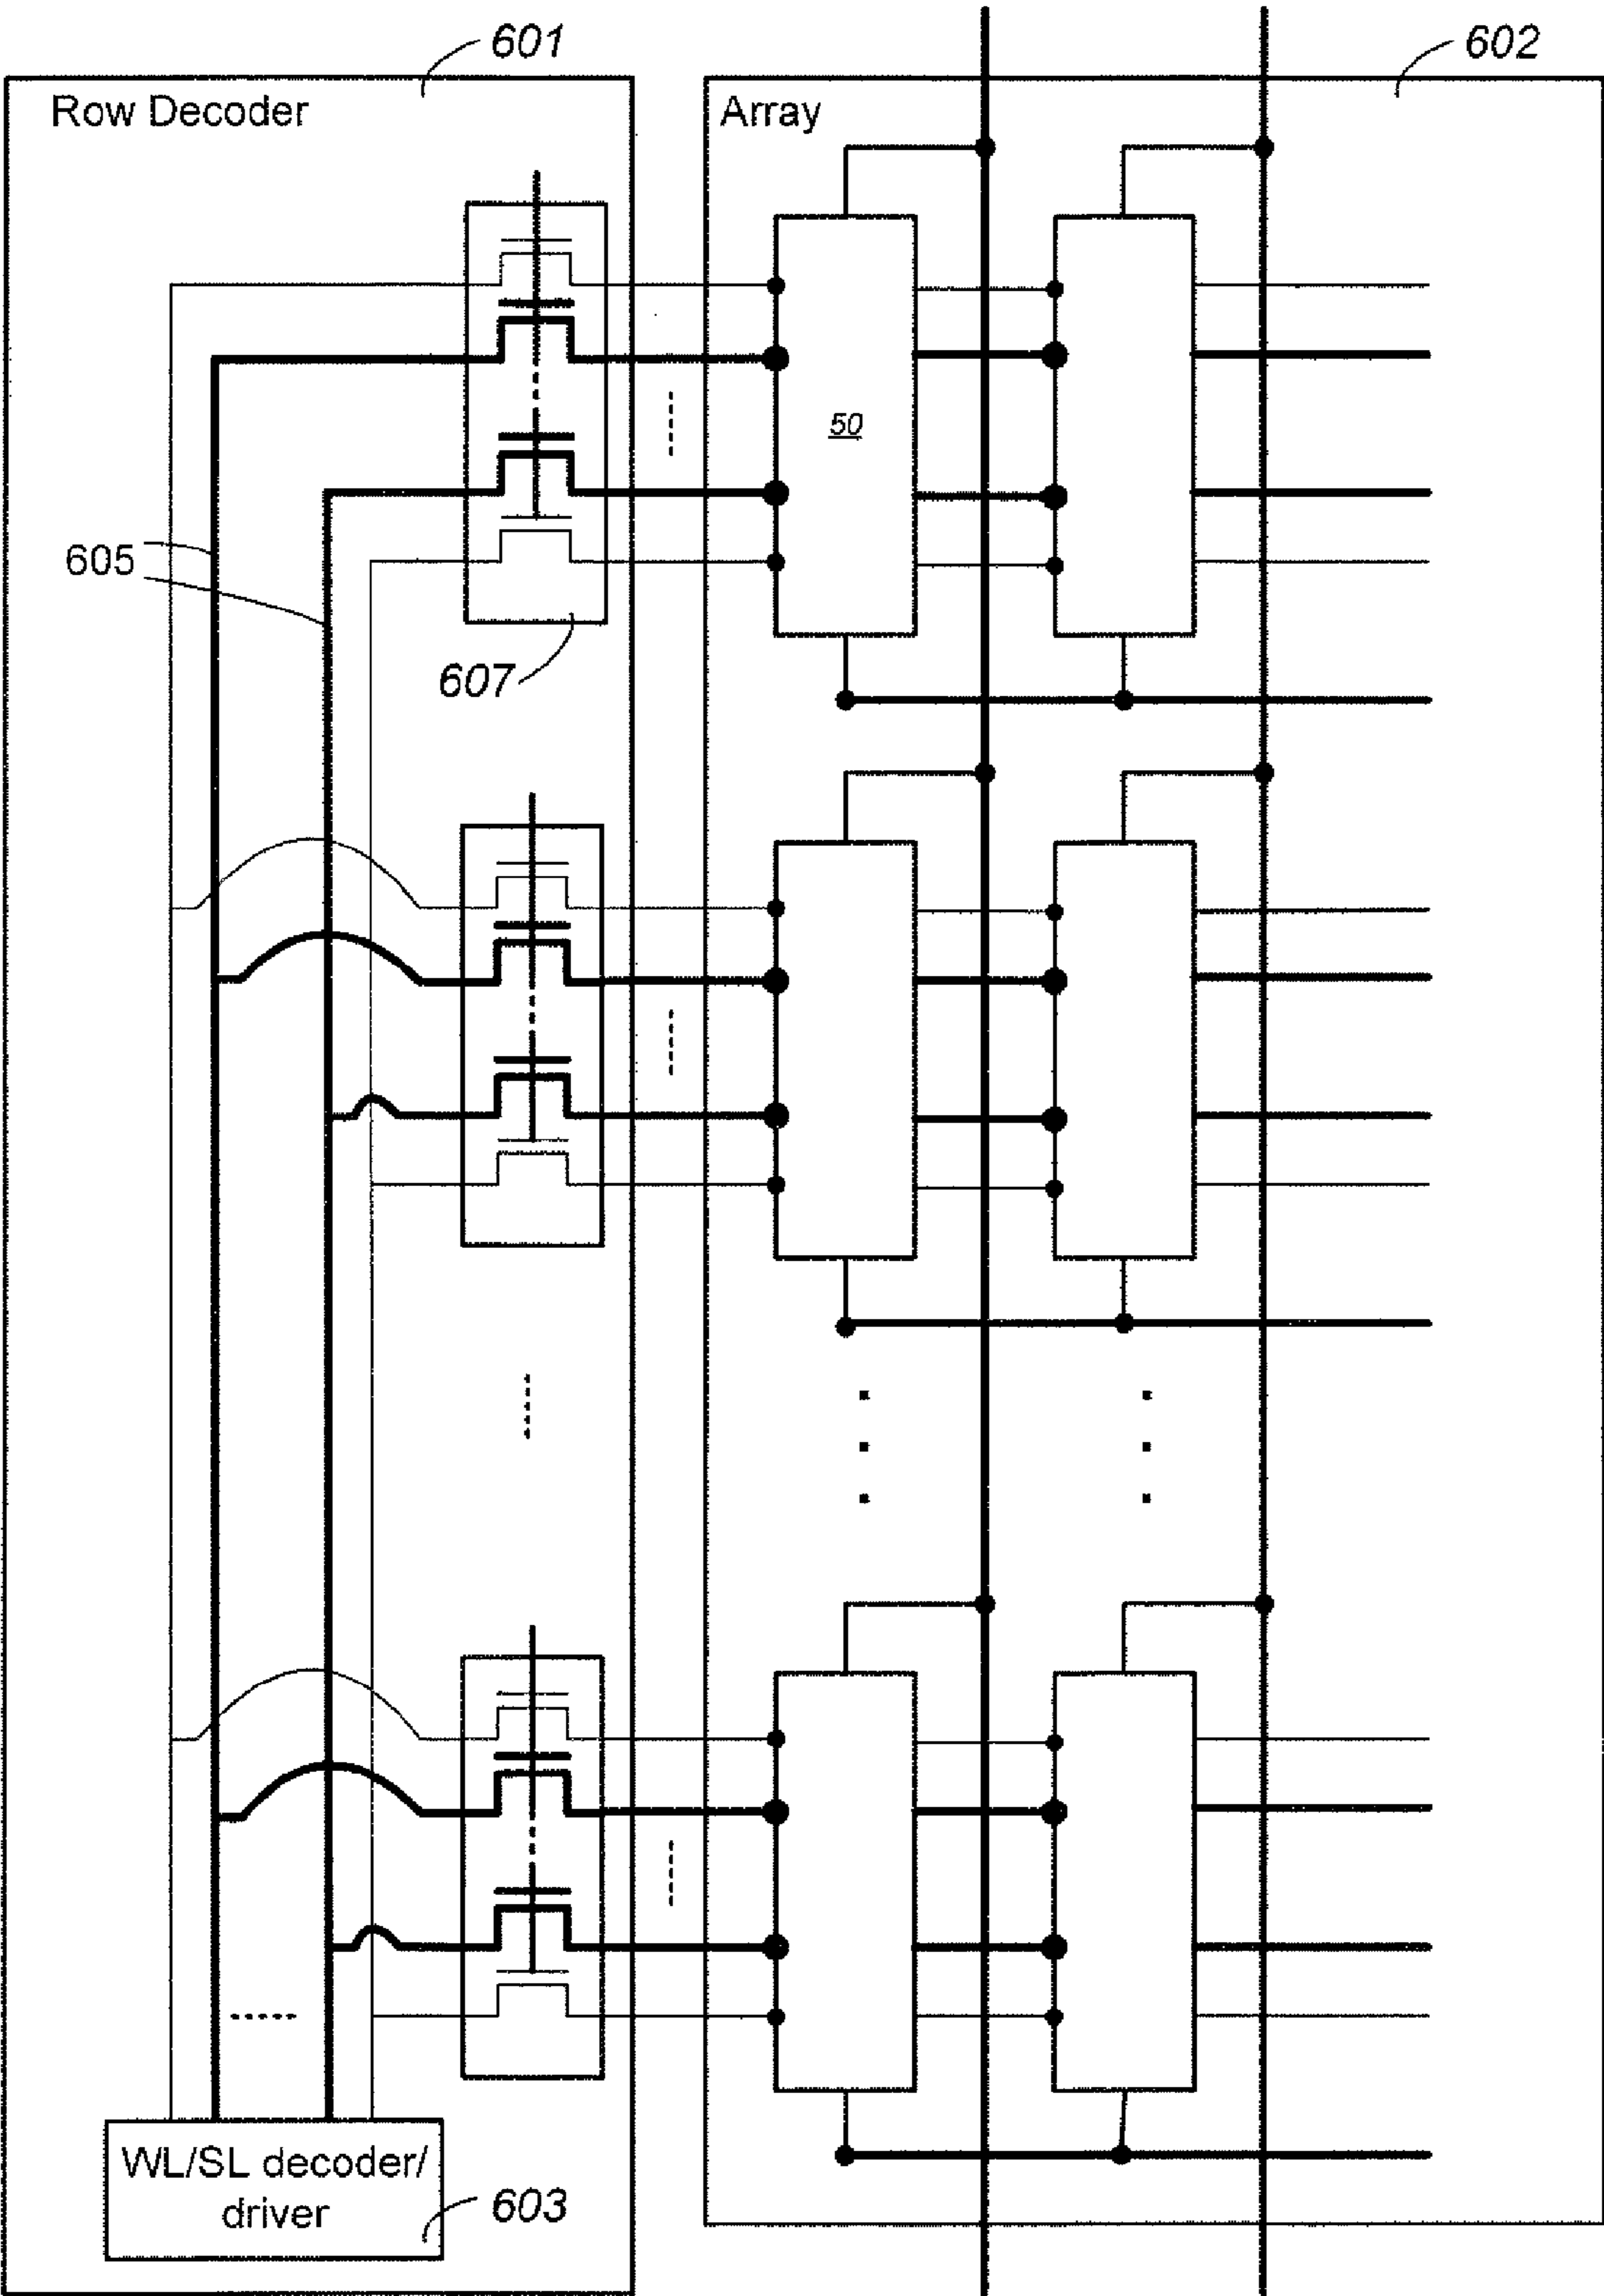 601
602
Row Decoder
Array
50
605
607
WL/SL decoder/
driver
603